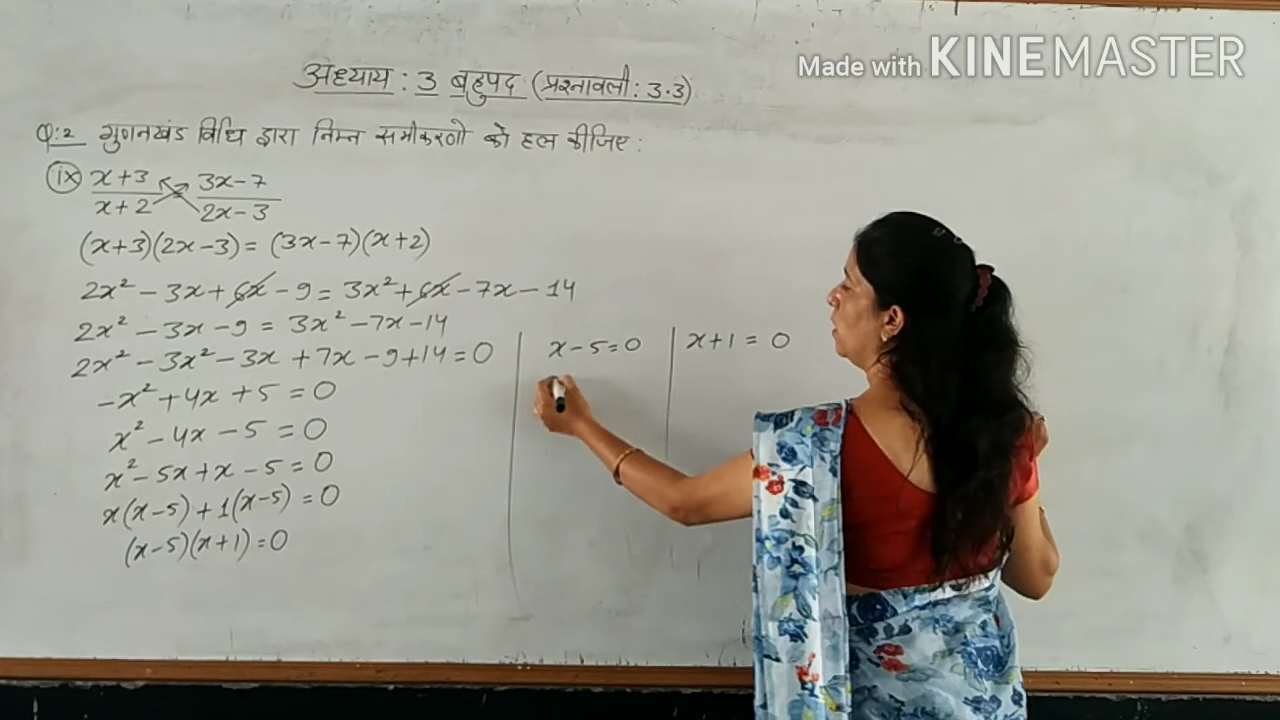 Made with KINEMASTER
अध्याय : 3 बहुपद (प्रश्नावली : 3.3)
Q:2 गुणनखंड विधि द्वारा निम्न समीकरणो को हल कीजिए :
(ix) x+3/x+2 3x-7/2x-3
(x+3)(2x-3) = (3x-7)(x+2)
2x² - 3x + 6x - 9 = 3x² + 6x - 7x - 14
2x² - 3x - 9 = 3x² - 7x - 14
2x² - 3x² - 3x + 7x - 9 + 14 = 0
-x² + 4x + 5 = 0
x² - 4x - 5 = 0
x² - 5x + x - 5 = 0
x(x-5) + 1(x-5) = 0
(x-5)(x+1) = 0
x - 5 = 0
x + 1 = 0